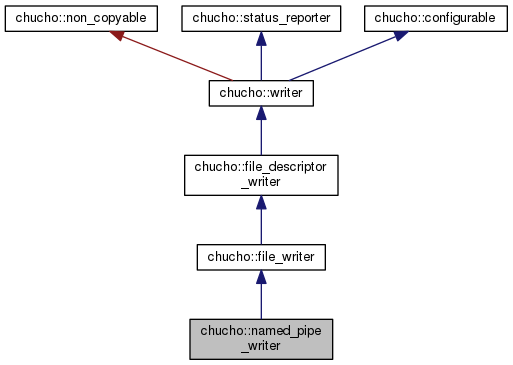 chucho::non_copyable
chucho::status_reporter
chucho::configurable
chucho::writer
chucho::file_descriptor
_writer
chucho::file_writer
chucho::named_pipe
_writer